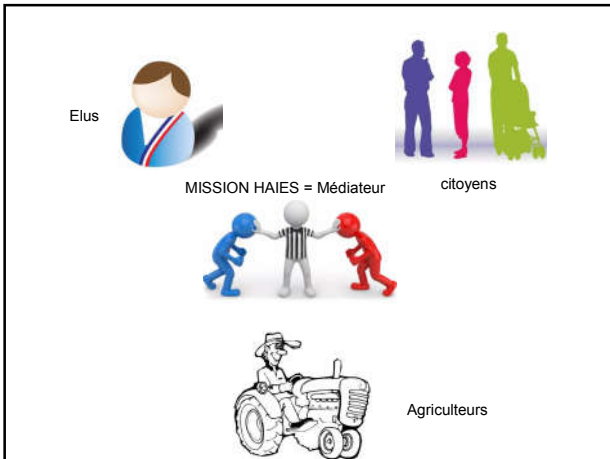 Elus
MISSION HAIES = Médiateur
citoyens
Agriculteurs